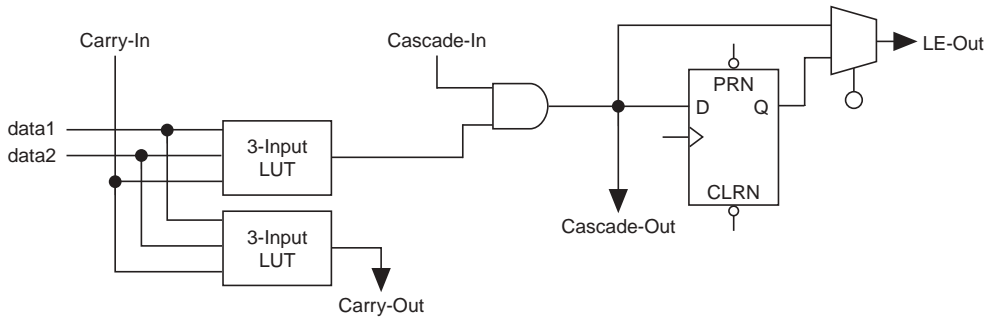 Carry-In
Cascade-In
LE-Out
PRN
D
Q
data1
data2
3-Input
LUT
CLRN
3-Input
LUT
Cascade-Out
Carry-Out